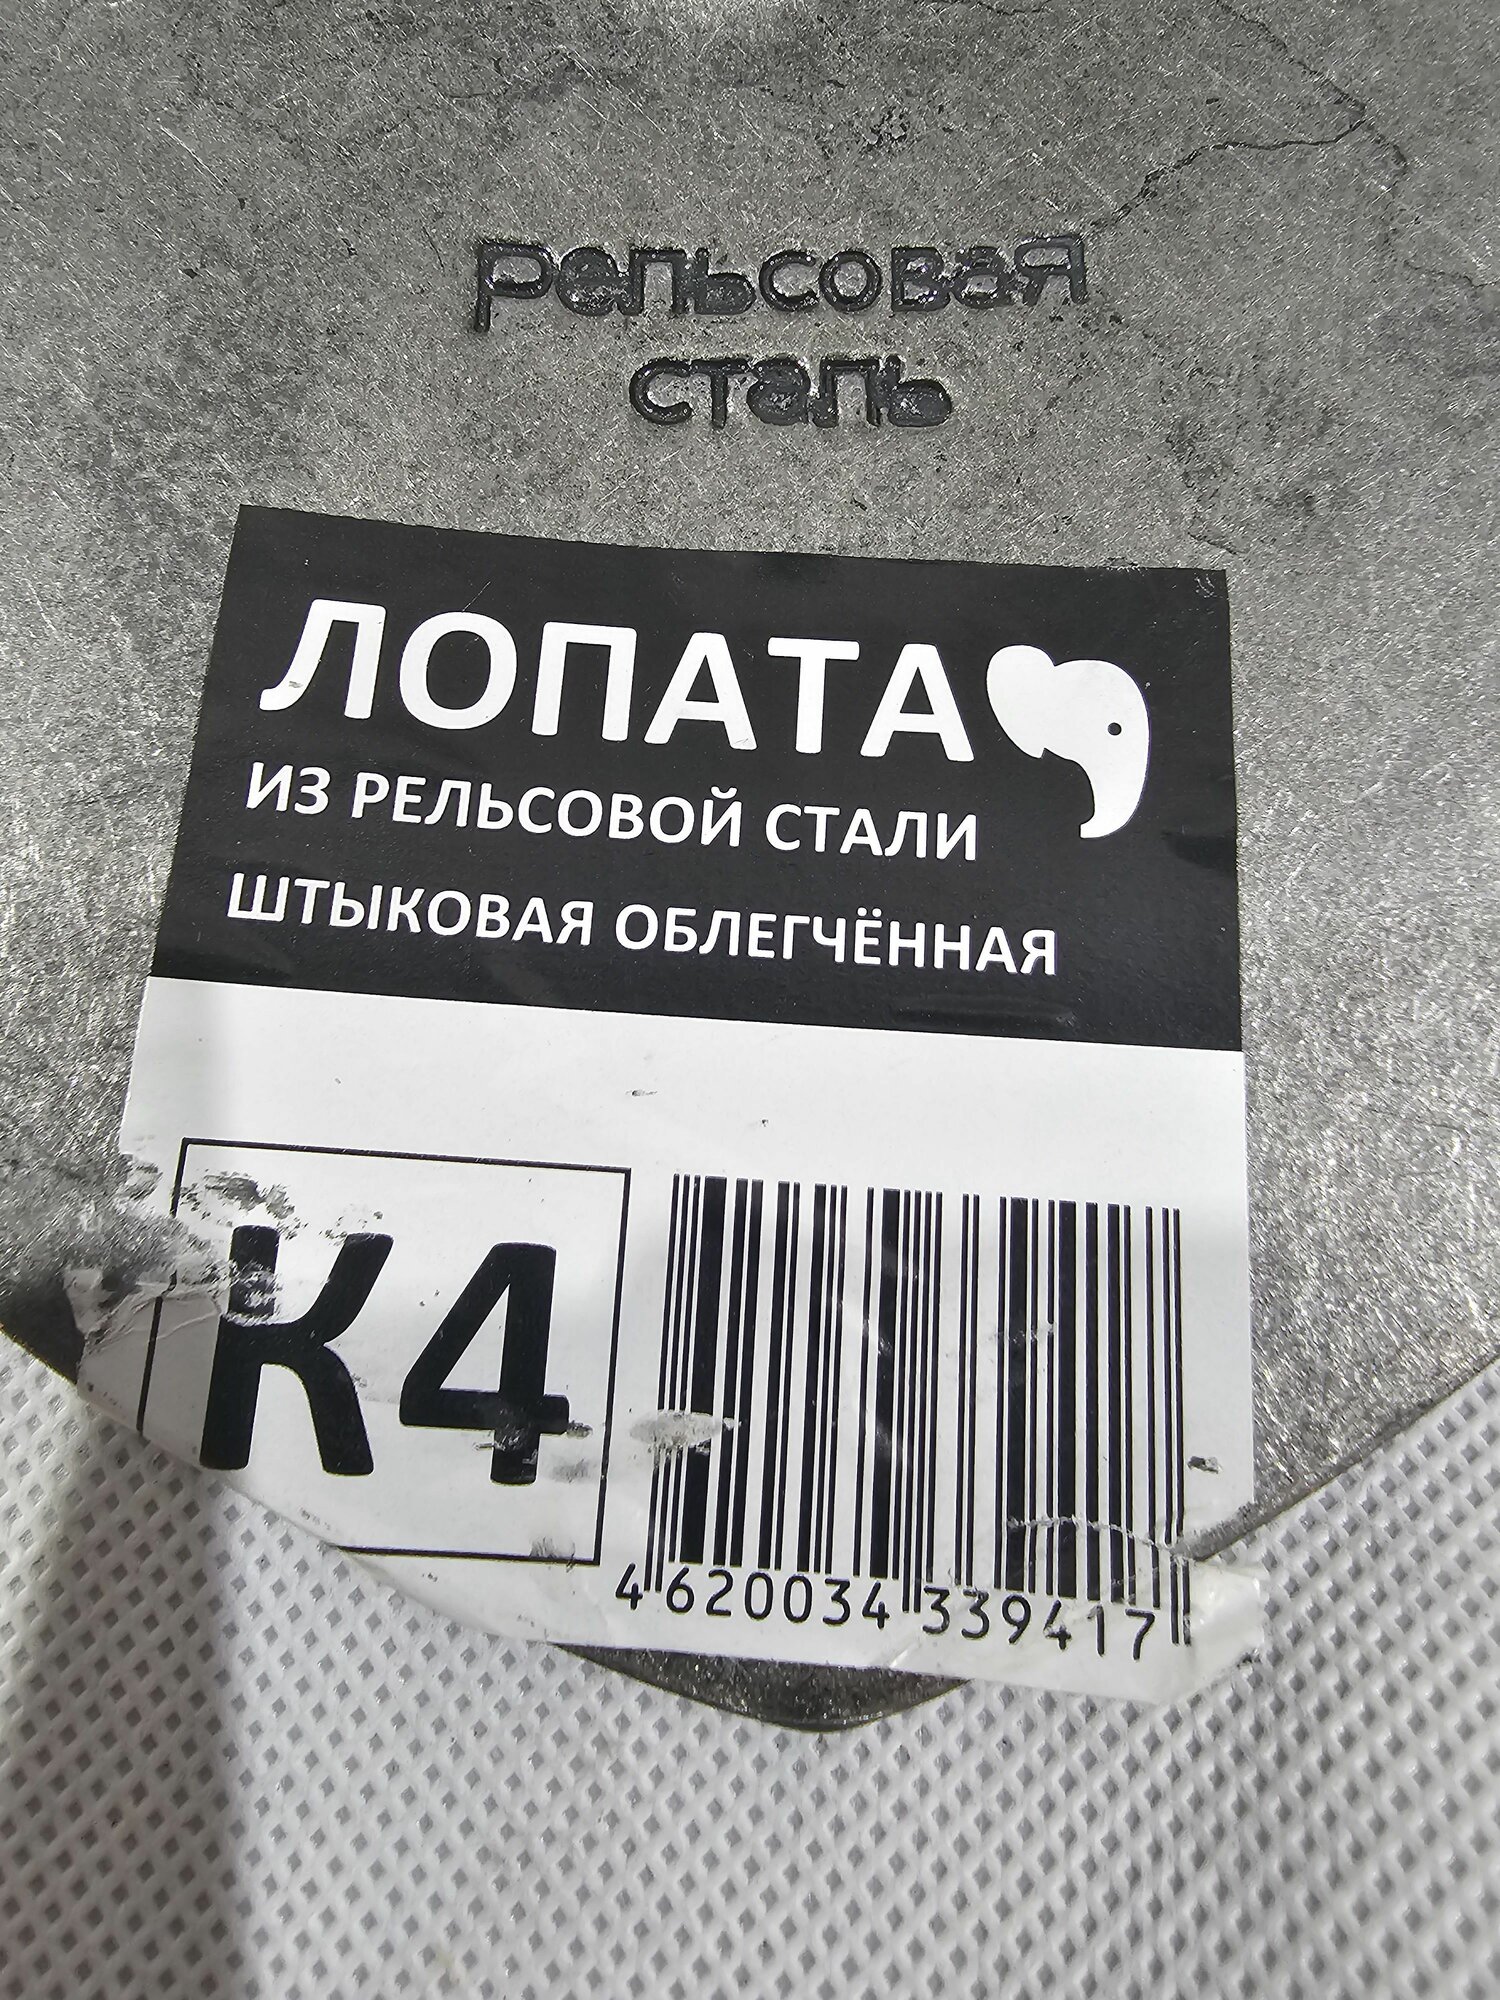 рельсовая
сталь
ЛОПАТА
ИЗ РЕЛЬСОВОЙ СТАЛИ
ШТЫКОВАЯ ОБЛЕГЧЁННАЯ
К4
4 620034 339417